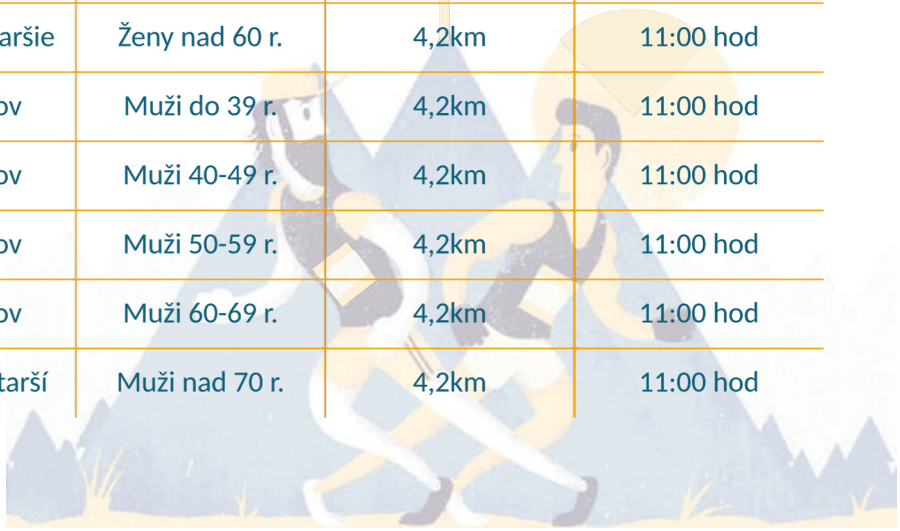 aršie Ženy nad 60 r. 4,2km 11:00 hod
ov Muži do 39 r. 4,2km 11:00 hod
ov Muži 40-49 r. 4,2km 11:00 hod
ov Muži 50-59 r. 4,2km 11:00 hod
ov Muži 60-69 r. 4,2km 11:00 hod
tarší Muži nad 70 r. 4,2km 11:00 hod